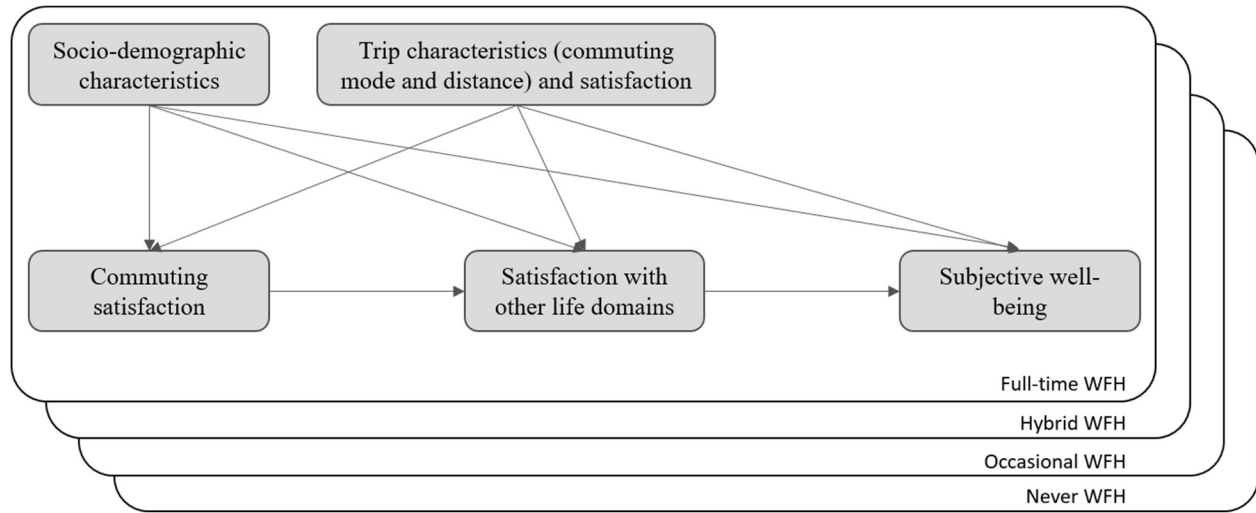 Socio-demographic
characteristics
Trip characteristics (commuting
mode and distance) and satisfaction
Commuting
satisfaction
Satisfaction with
other life domains
Subjective well-
being
Full-time WFH
Hybrid WFH
Occasional WFH
Never WFH